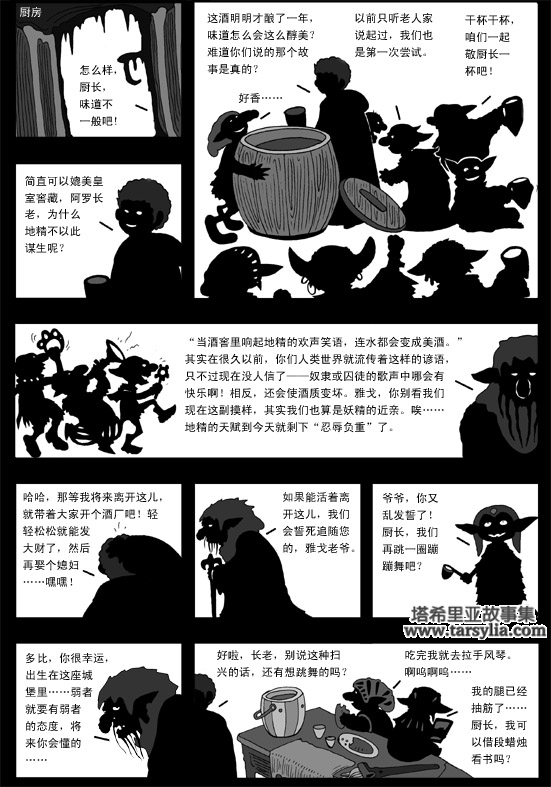 厨房
怎么样,
厨长,
味道不
一般吧!
这酒明明才酿了一年,
味道怎么会这么醇美?
难道你们说的那个故
事是真的?
以前只听老人家
说起过, 我们也
是第一次尝试。
干杯干杯,
咱们一起
敬厨长一
杯吧!
好香……
简直可以媲美皇
室窖藏, 阿罗长
老, 为什么
地精不以此
谋生呢?
“当酒窖里响起地精的欢声笑语, 连水都会变成美酒。”
其实在很久以前, 你们人类世界就流传着这样的谚语,
只不过现在没人信了——奴隶或囚徒的歌声中哪会有
快乐啊! 相反, 还会使酒质变坏。雅戈, 你别看我们
现在这副摸样, 其实我们也算是妖精的近亲。唉……
地精的天赋到今天就剩下“忍辱负重”了。
哈哈, 那等我将来离开这儿,
就带着大家开个酒厂吧! 轻
轻松松就能发
大财了, 然后
再娶个媳妇
……嘿嘿!
如果能活着离
开这儿, 我们
会誓死追随您
的, 雅戈老爷。
爷爷, 你又
乱发誓了!
厨长, 我们
再跳一圈蹦
蹦舞吧?
塔希里亚故事集
www.tarsylia.com
多比, 你很幸运,
出生在这座城
堡里……弱者
就要有弱者
的态度, 将
来你会懂的
……
好啦, 长老, 别说这种扫
兴的话, 还有想跳舞的吗?
吃完我就去拉手风琴。
啊呜啊呜……
我的腿已经
抽筋了……
厨长, 我可
以借段蜡烛
看书吗?